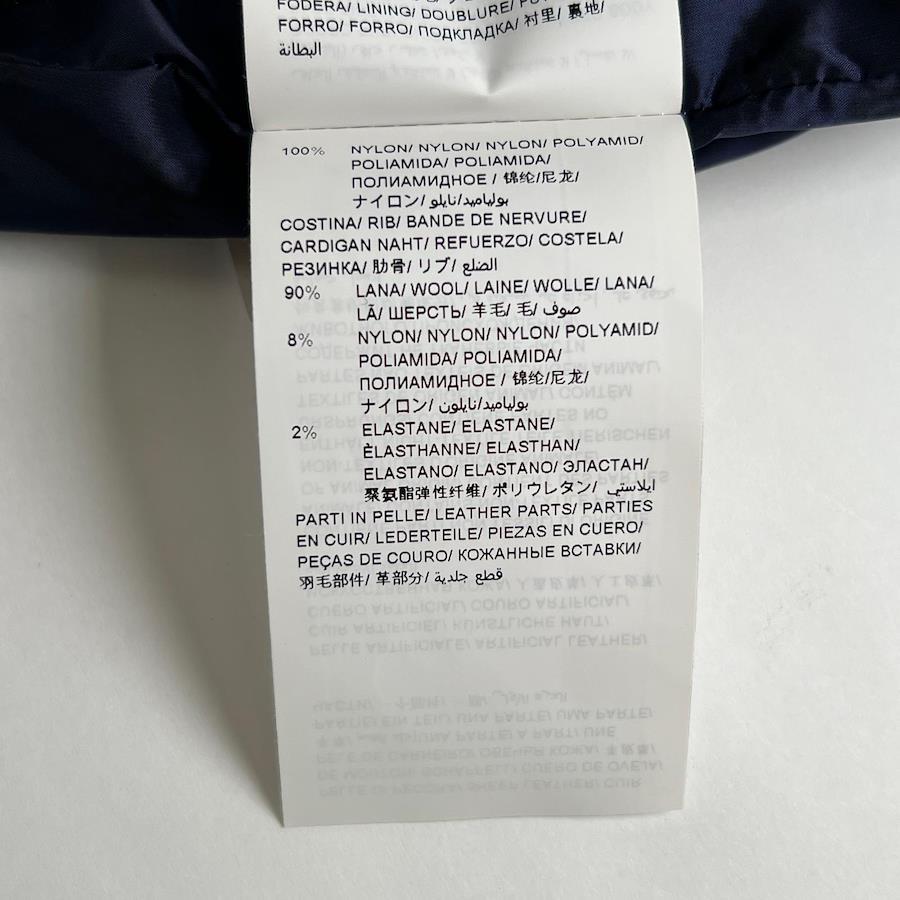 FODERA/ LINING/ DOUBLURE/
FORRO/ FORRO/ ПОДКЛАДКА/ 衬里/ 裏地/
البطانة
100% NYLON/ NYLON/ NYLON/ POLYAMID/
POLIAMIDA/ POLIAMIDA/
ПОЛИАМИДНОЕ / 锦纶/尼龙/
ナイロン/ بولياميد/نايلو
COSTINA/ RIB/ BANDE DE NERVURE/
CARDIGAN NAHT/ REFUERZO/ COSTELA/
РЕЗИНКА/ 肋骨/ リブ/ الضلع
90% LANA/ WOOL/ LAINE/ WOLLE/ LANA/
LÃ/ ШЕРСТЬ/ 羊毛/ 毛/ صوف
8% NYLON/ NYLON/ NYLON/ POLYAMID/
POLIAMIDA/ POLIAMIDA/
ПОЛИАМИДНОЕ / 锦纶/尼龙/
ナイロン/ بولياميد/نايلون
2% ELASTANE/ ELASTANE/
ÈLASTHANNE/ ELASTHAN/
ELASTANO/ ELASTANO/ ЭЛАСТАН/
聚氨酯弹性纤维/ ポリウレタン/ ايلاستي
PARTI IN PELLE/ LEATHER PARTS/ PARTIES
EN CUIR/ LEDERTEILE/ PIEZAS EN CUERO/
PEÇAS DE COURO/ КОЖАННЫЕ ВСТАВКИ/
羽毛部件/ 革部分/ قطع جلدية